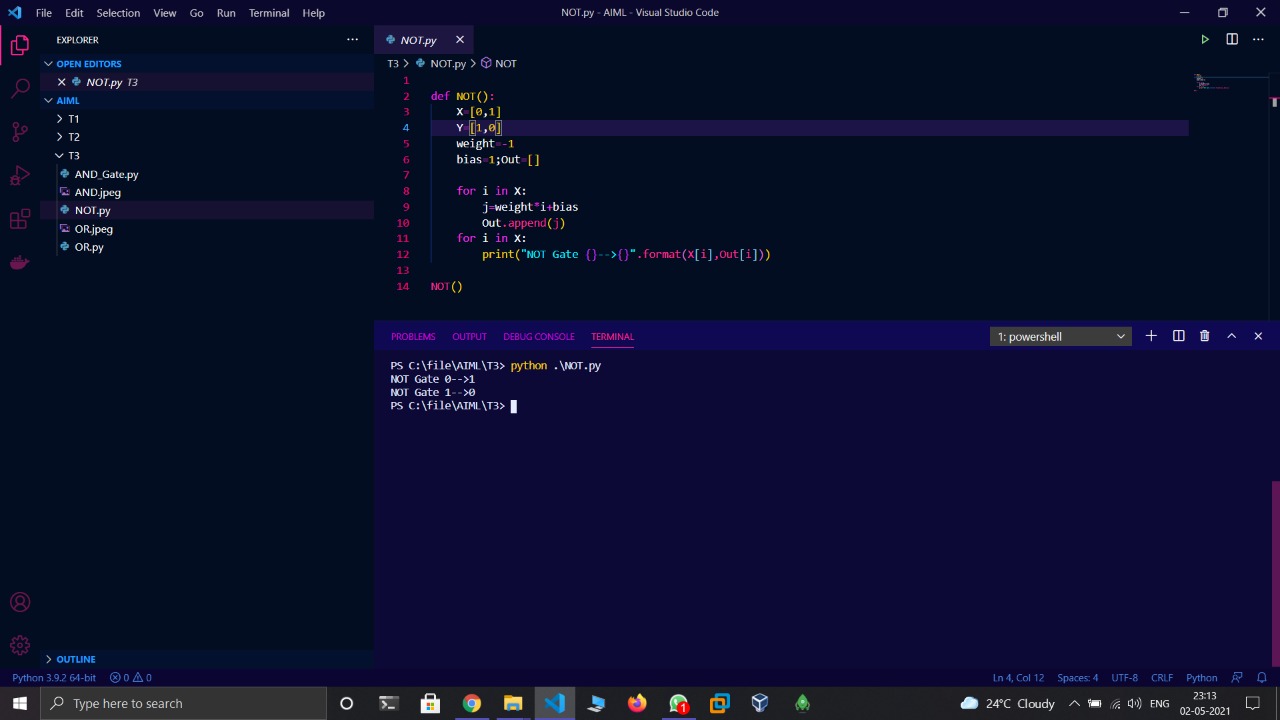 File Edit Selection View Go Run Terminal Help NOT.py - AIML - Visual Studio Code
EXPLORER
OPEN EDITORS
NOT.py T3
AIML
T1
T2
T3
AND_Gate.py
AND.jpeg
NOT.py
OR.jpeg
OR.py
OUTLINE
NOT.py
T3 NOT.py NOT
1
2 def NOT():
3 X=[0,1]
4 Y=[1,0]
5 weight=-1
6 bias=1;Out=[]
7
8 for i in X:
9 j=weight*i+bias
10 Out.append(j)
11 for i in X:
12 print("NOT Gate {}-->{}".format(X[i],Out[i]))
13
14 NOT()
PROBLEMS OUTPUT DEBUG CONSOLE TERMINAL 1: powershell
PS C:\file\AIML\T3> python .\NOT.py
NOT Gate 0-->1
NOT Gate 1-->0
PS C:\file\AIML\T3>
Python 3.9.2 64-bit 0 0 Ln 4, Col 12 Spaces: 4 UTF-8 CRLF Python
Type here to search 1 24°C Cloudy ENG 23:13
02-05-2021